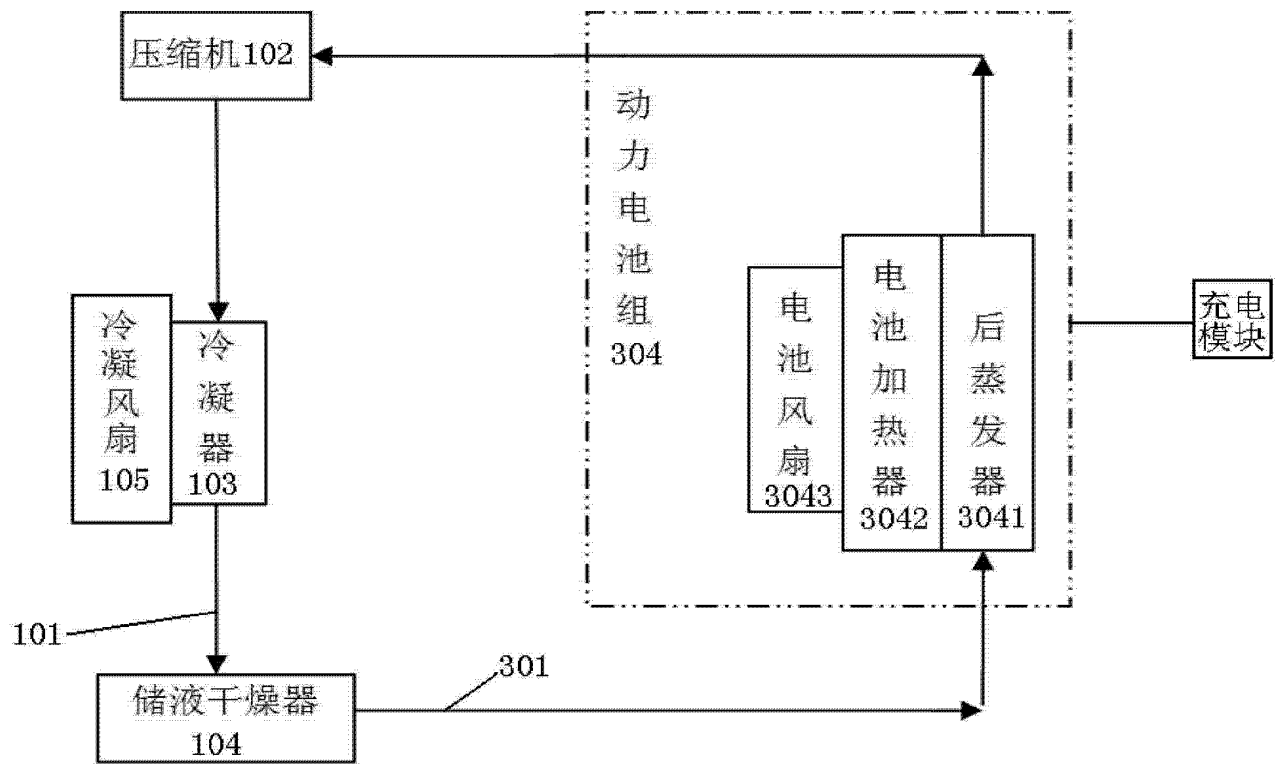 压缩机102
动力电池组
304
冷凝风扇
105
冷凝器
103
电池风扇
3043
电池加热器
3042
后蒸发器
3041
充电
模块
101
301
储液干燥器
104